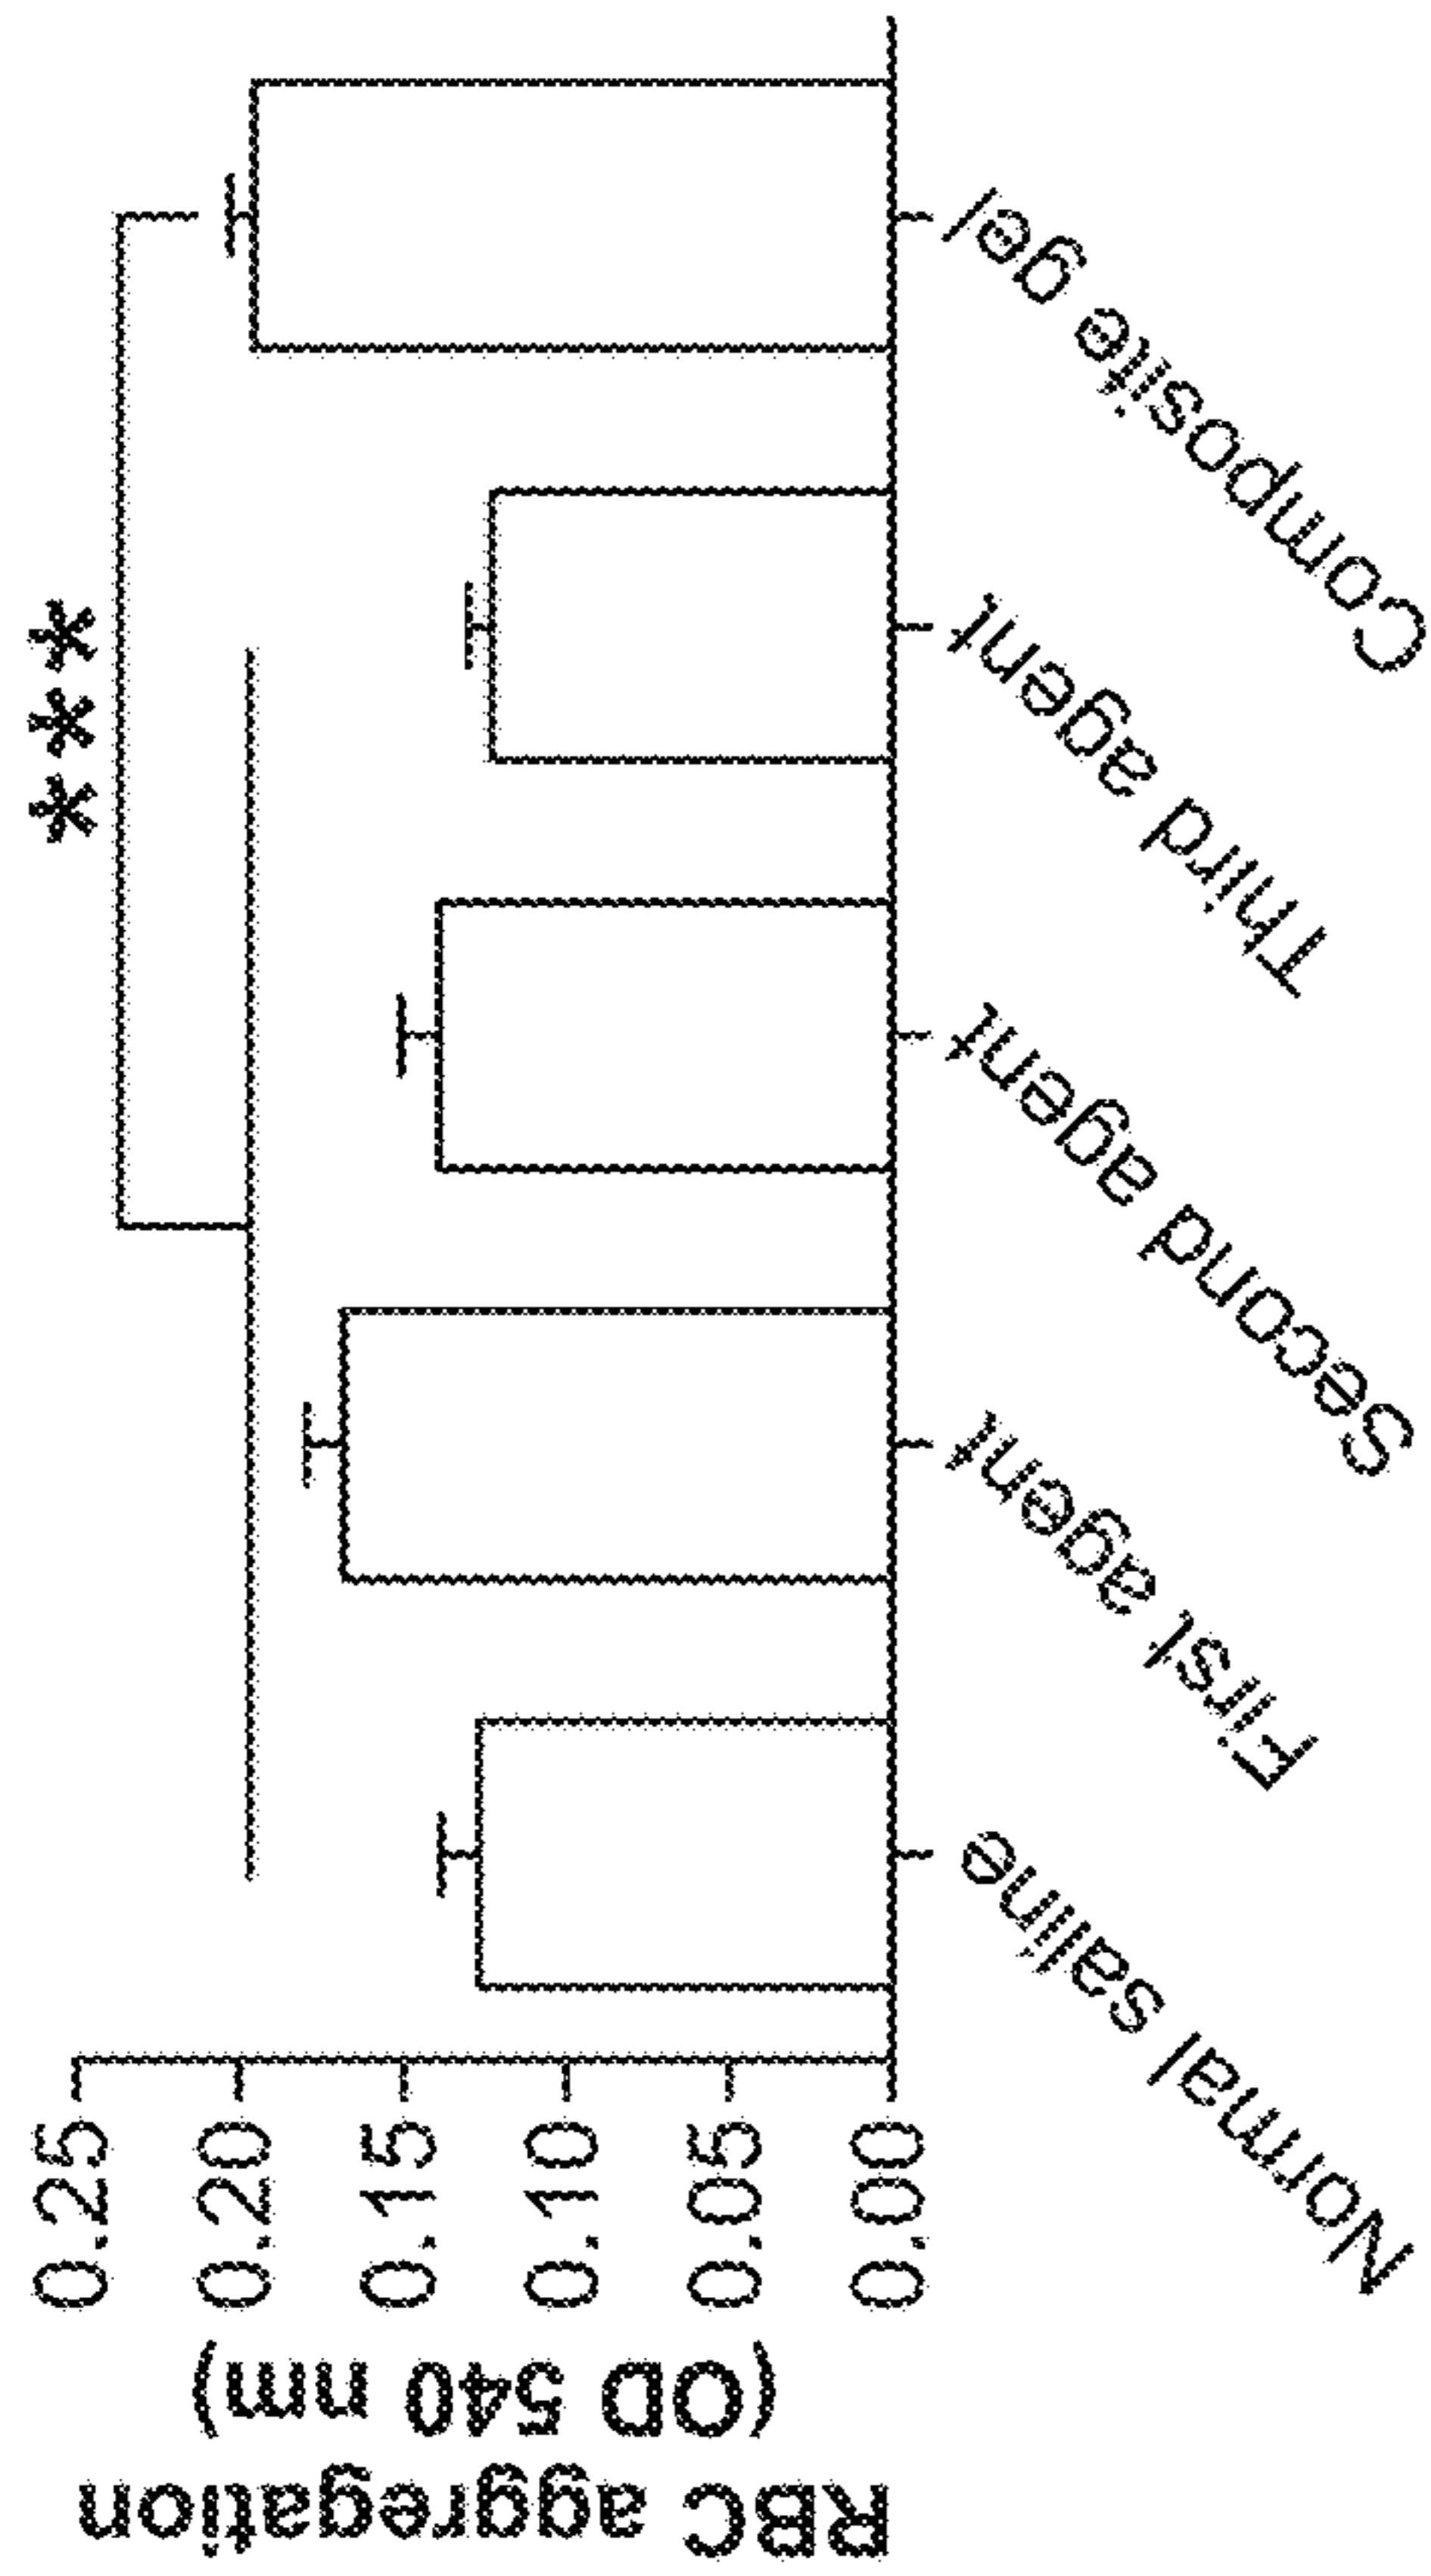 RBC aggregation
(OD 540 nm)
0.25
0.20
0.15
0.10
0.05
0.00
***
Normal saline
First agent
Second agent
Third agent
Composite gel